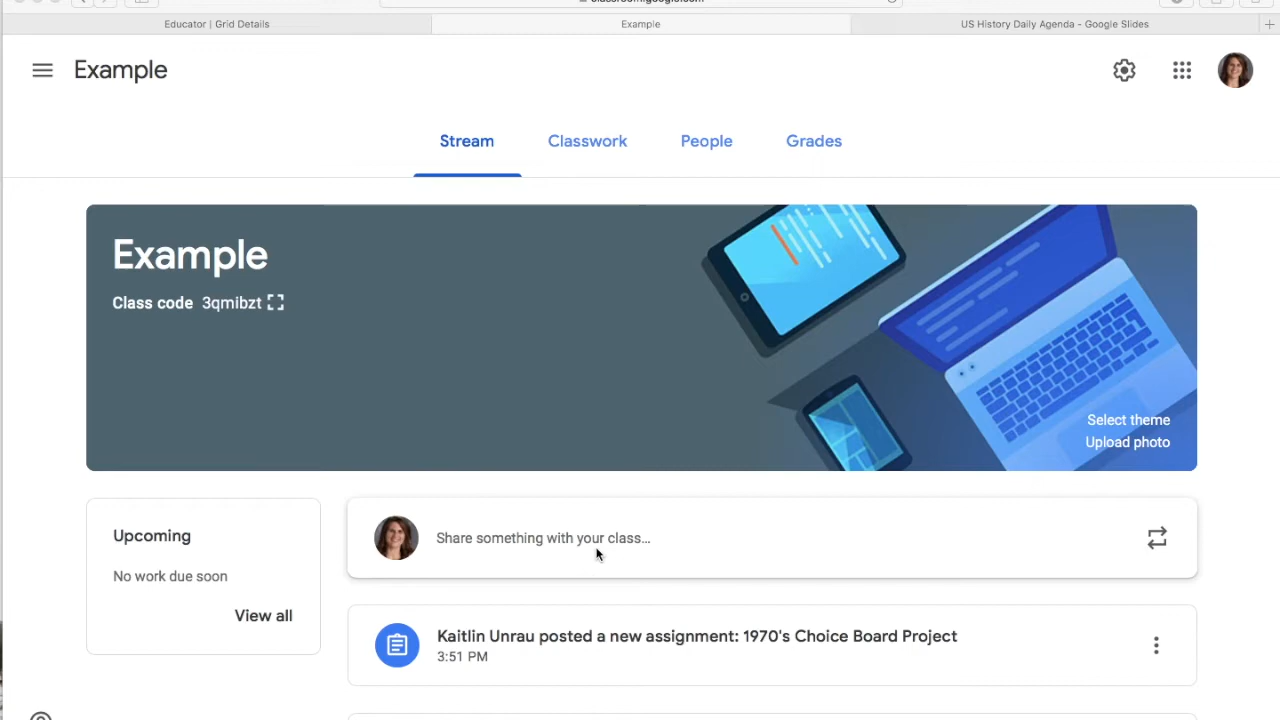 Educator | Grid Details
Example
US History Daily Agenda - Google Slides
Example
Stream
Classwork
People
Grades
Example
Class code 3qmibzt
Select theme
Upload photo
Upcoming
No work due soon
View all
Share something with your class...
Kaitlin Unrau posted a new assignment: 1970's Choice Board Project
3:51 PM